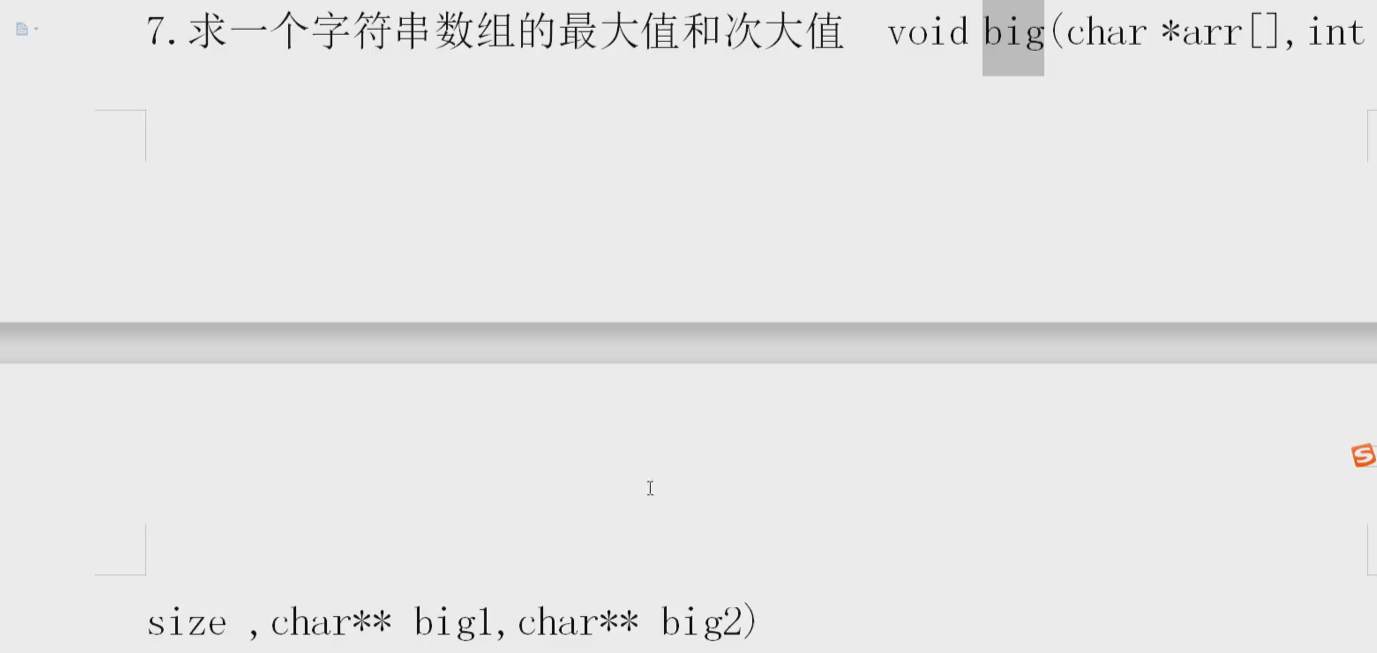 7.求一个字符串数组的最大值和次大值 void big(char *arr[],int
size ,char** big1,char** big2)